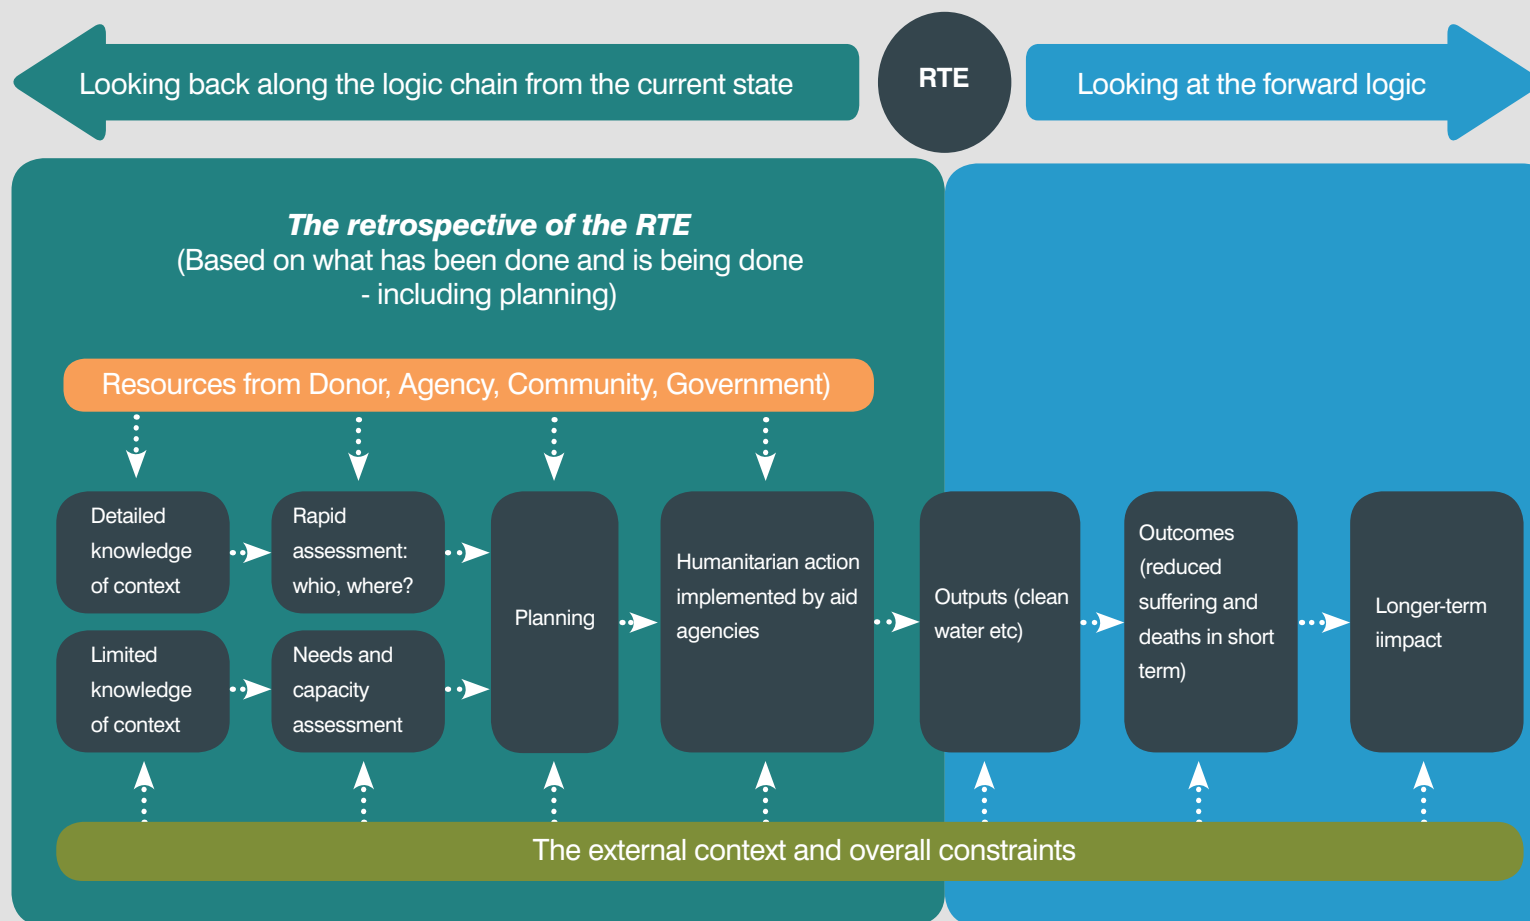 Looking back along the logic chain from the current state
RTE
Looking at the forward logic
The retrospective of the RTE
(Based on what has been done and is being done
- including planning)
Resources from Donor, Agency, Community, Government)
Detailed
knowledge
of context
Rapid
assessment:
whio, where?
Limited
knowledge
of context
Needs and
capacity
assessment
Planning
Humanitarian action
implemented by aid
agencies
Outputs (clean
water etc)
Outcomes
(reduced
suffering and
deaths in short
term)
Longer-term
iimpact
The external context and overall constraints